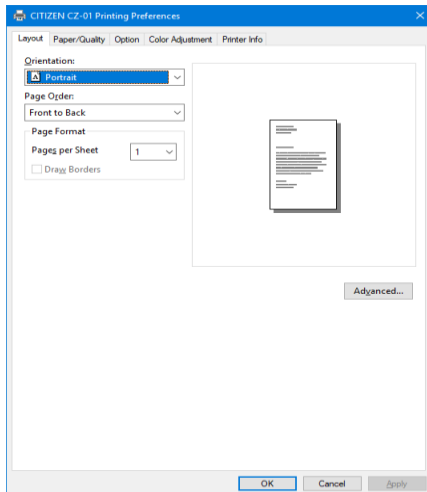 CITIZEN CZ-01 Printing Preferences
Layout Paper/Quality Option Color Adjustment Printer Info
Orientation:
Portrait
Page Order:
Front to Back
Page Format
Pages per Sheet 1
Draw Borders
Advanced...
OK Cancel Apply